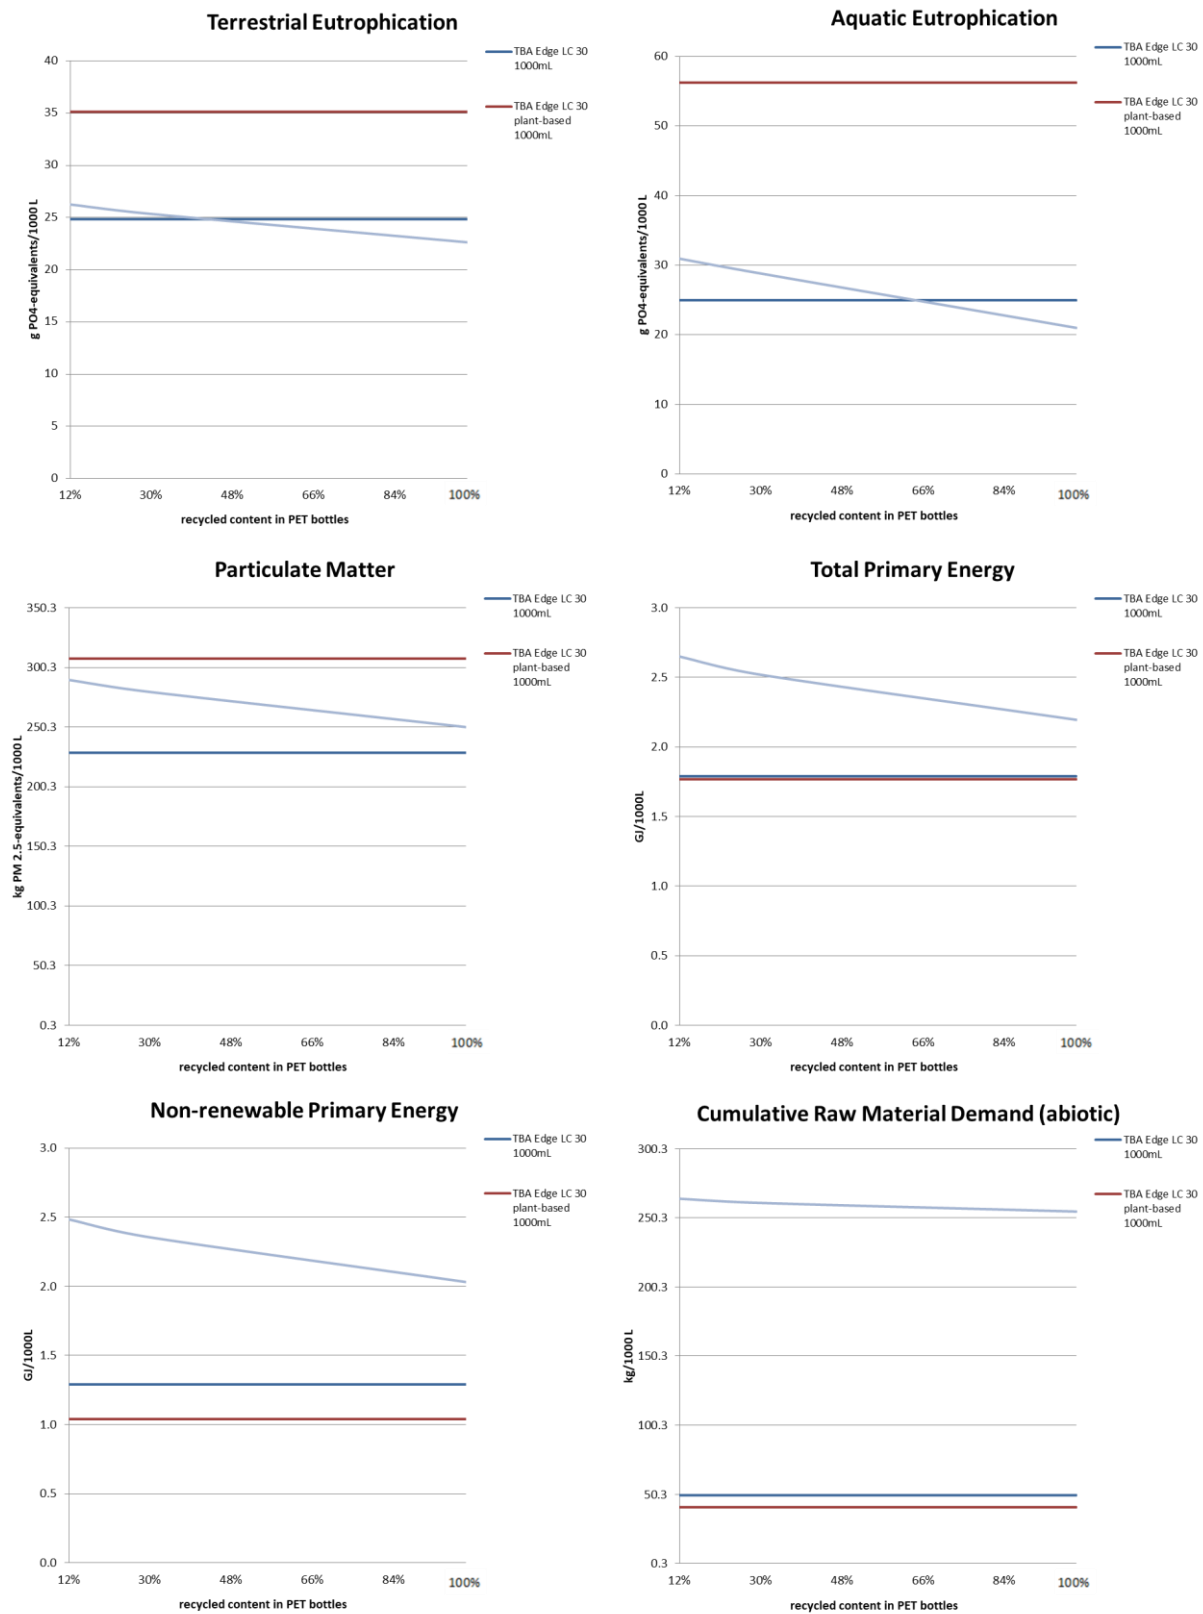 Terrestrial Eutrophication
TBA Edge LC 30
1000mL
TBA Edge LC 30
plant-based
1000mL
g PO4-equivalents/1000 L
40
35
30
25
20
15
10
5
0
12% 30% 48% 66% 84% 100%
recycled content in PET bottles
Aquatic Eutrophication
TBA Edge LC 30
1000mL
TBA Edge LC 30
plant-based
1000mL
g PO4-equivalents/1000 L
60
50
40
30
20
10
0
12% 30% 48% 66% 84% 100%
recycled content in PET bottles
Particulate Matter
TBA Edge LC 30
1000mL
TBA Edge LC 30
plant-based
1000mL
kg PM 2.5-equivalents/1000 L
350.3
300.3
250.3
200.3
150.3
100.3
50.3
0.3
12% 30% 48% 66% 84% 100%
recycled content in PET bottles
Total Primary Energy
TBA Edge LC 30
1000mL
TBA Edge LC 30
plant-based
1000mL
GJ/1000L
3.0
2.5
2.0
1.5
1.0
0.5
0.0
12% 30% 48% 66% 84% 100%
recycled content in PET bottles
Non-renewable Primary Energy
TBA Edge LC 30
1000mL
TBA Edge LC 30
plant-based
1000mL
GJ/1000L
3.0
2.5
2.0
1.5
1.0
0.5
0.0
12% 30% 48% 66% 84% 100%
recycled content in PET bottles
Cumulative Raw Material Demand (abiotic)
TBA Edge LC 30
1000mL
TBA Edge LC 30
plant-based
1000mL
kg/1000 L
300.3
250.3
200.3
150.3
100.3
50.3
0.3
12% 30% 48% 66% 84% 100%
recycled content in PET bottles